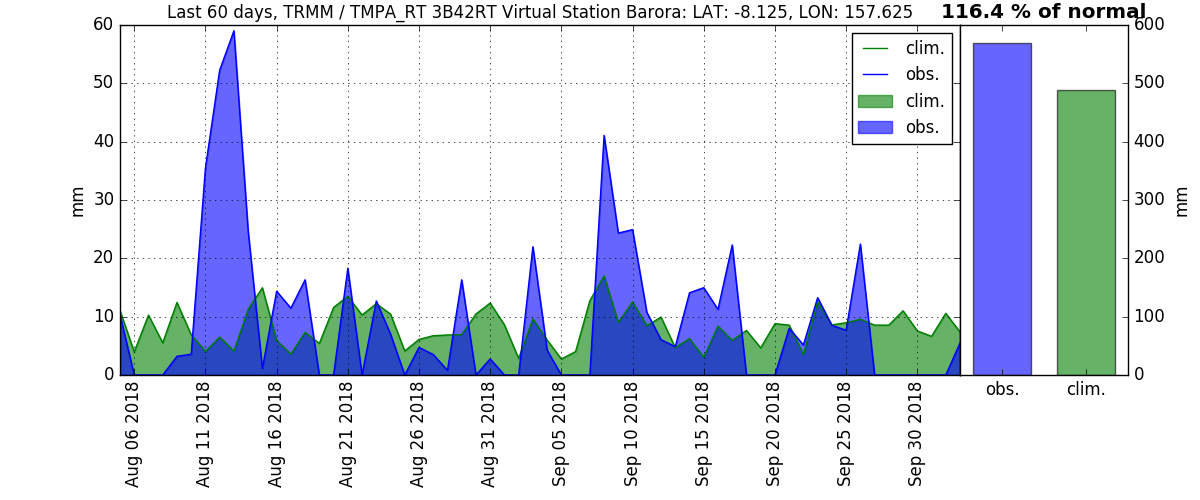 Last 60 days, TRMM / TMPA_RT 3B42RT Virtual Station Barora: LAT: -8.125, LON: 157.625
116.4 % of normal
60
50
40
30
20
10
0
mm
clim.
obs.
clim.
obs.
600
500
400
300
200
100
0
mm
obs.
clim.
Aug 06 2018
Aug 11 2018
Aug 16 2018
Aug 21 2018
Aug 26 2018
Aug 31 2018
Sep 05 2018
Sep 10 2018
Sep 15 2018
Sep 20 2018
Sep 25 2018
Sep 30 2018